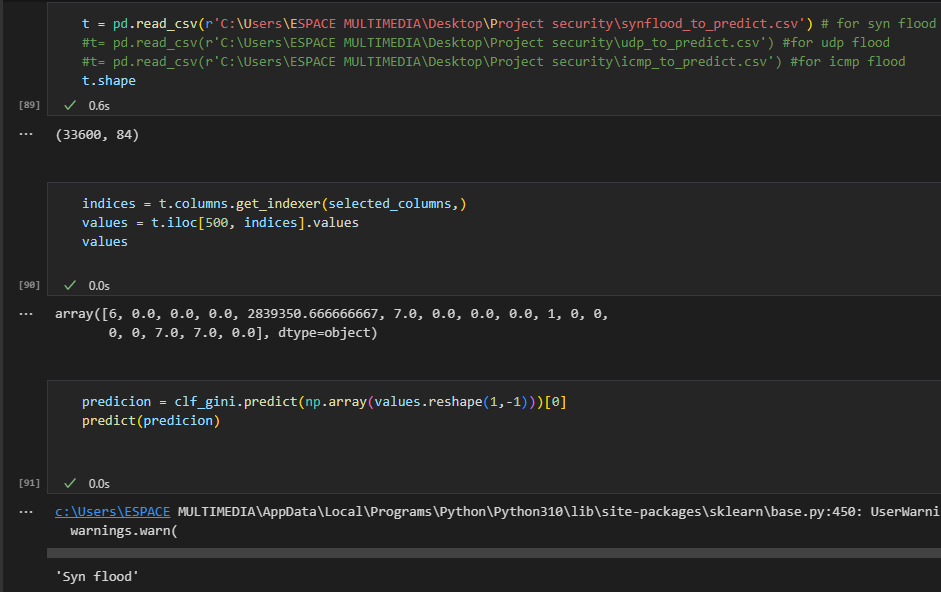 t = pd.read_csv(r'C:\Users\ESPACE MULTIMEDIA\Desktop\Project security\synflood_to_predict.csv') # for syn flood
#t= pd.read_csv(r'C:\Users\ESPACE MULTIMEDIA\Desktop\Project security\udp_to_predict.csv') #for udp flood
#t= pd.read_csv(r'C:\Users\ESPACE MULTIMEDIA\Desktop\Project security\icmp_to_predict.csv') #for icmp flood
t.shape
[89] ✓ 0.6s
... (33600, 84)
indices = t.columns.get_indexer(selected_columns,)
values = t.iloc[500, indices].values
values
[90] ✓ 0.0s
... array([6, 0.0, 0.0, 0.0, 2839350.666666667, 7.0, 0.0, 0.0, 0.0, 1, 0, 0,
0, 0, 7.0, 7.0, 0.0], dtype=object)
predicion = clf_gini.predict(np.array(values.reshape(1,-1)))[0]
predict(predicion)
[91] ✓ 0.0s
... c:\Users\ESPACE MULTIMEDIA\AppData\Local\Programs\Python\Python310\lib\site-packages\sklearn\base.py:450: UserWarni
warnings.warn(
'Syn flood'